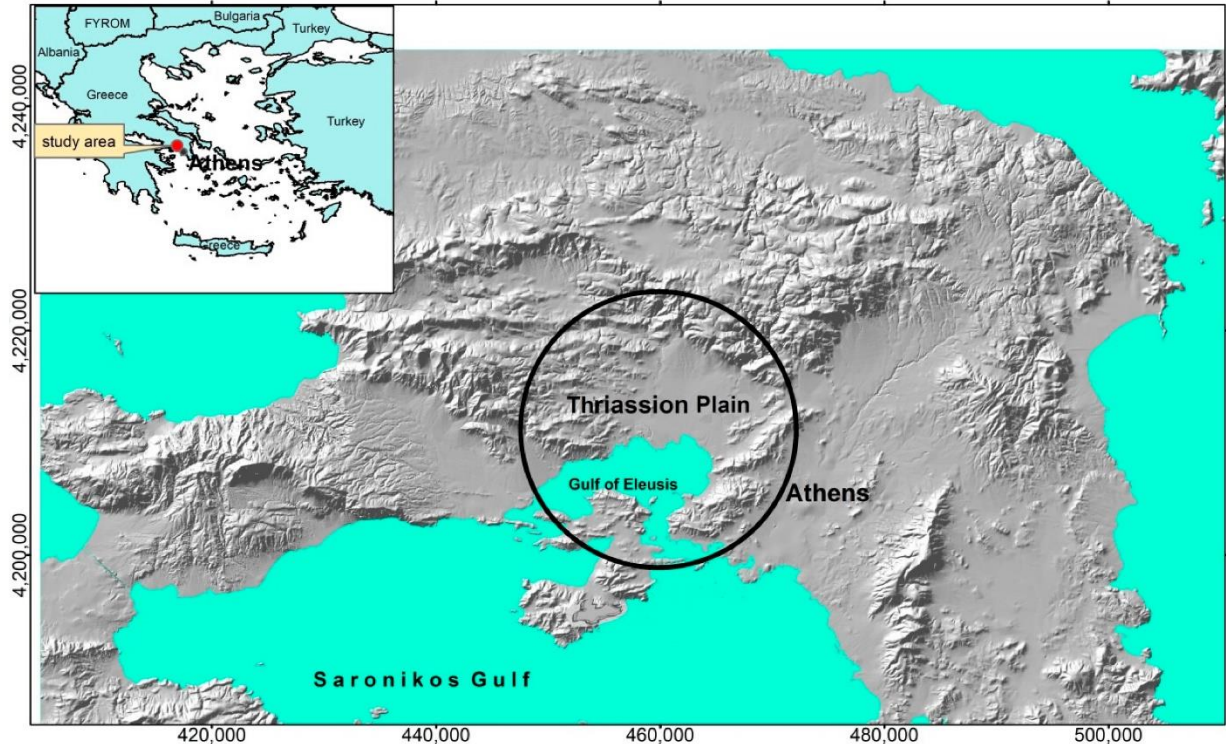 FYROM
Bulgaria
Turkey
Albania
Greece
Turkey
study area
Athens
Greece
Thriassion Plain
Gulf of Eleusis
Athens
Saronikos Gulf
4,240,000
4,220,000
4,200,000
420,000
440,000
460,000
480,000
500,000